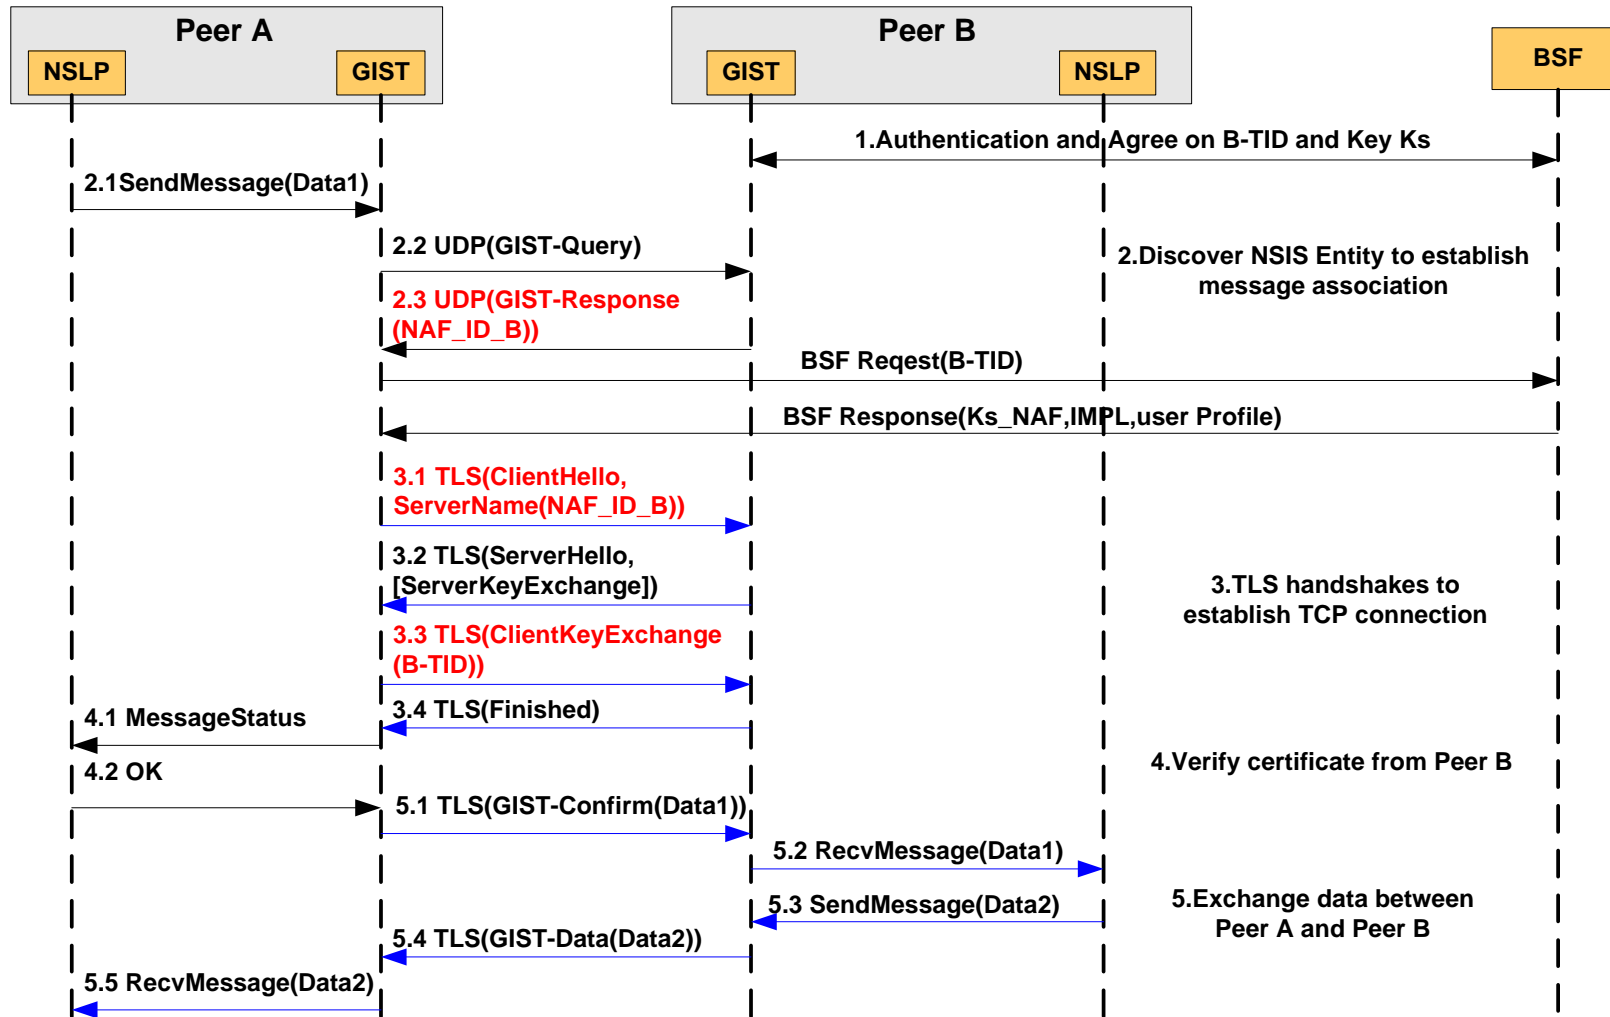 Peer A
Peer B
NSLP
GIST
GIST
NSLP
BSF
1.Authentication and Agree on B-TID and Key Ks
2.1SendMessage(Data1)
2.2 UDP(GIST-Query)
2.Discover NSIS Entity to establish
message association
2.3 UDP(GIST-Response
(NAF_ID_B))
BSF Reqest(B-TID)
BSF Response(Ks_NAF,IMPL,user Profile)
3.1 TLS(ClientHello,
ServerName(NAF_ID_B))
3.2 TLS(ServerHello,
[ServerKeyExchange])
3.TLS handshakes to
establish TCP connection
3.3 TLS(ClientKeyExchange
(B-TID))
3.4 TLS(Finished)
4.1 MessageStatus
4.Verify certificate from Peer B
4.2 OK
5.1 TLS(GIST-Confirm(Data1))
5.2 RecvMessage(Data1)
5.3 SendMessage(Data2)
5.Exchange data between
Peer A and Peer B
5.4 TLS(GIST-Data(Data2))
5.5 RecvMessage(Data2)